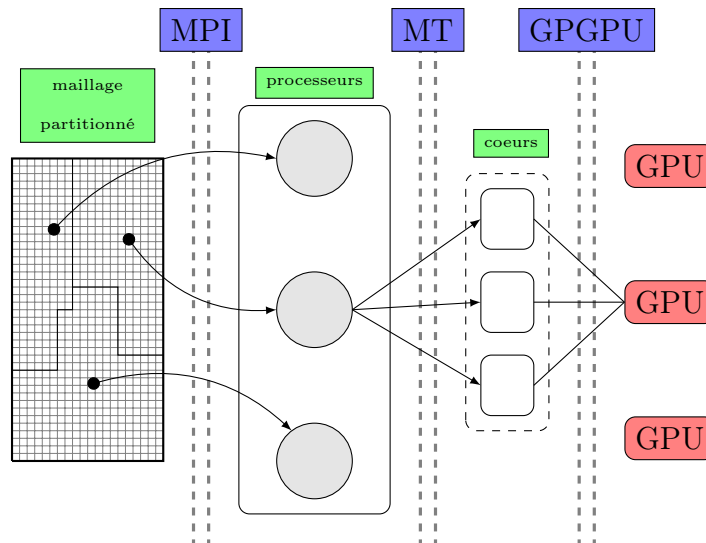 MPI
MT
GPGPU
maillage
partitionné
processeurs
coeurs
GPU
GPU
GPU